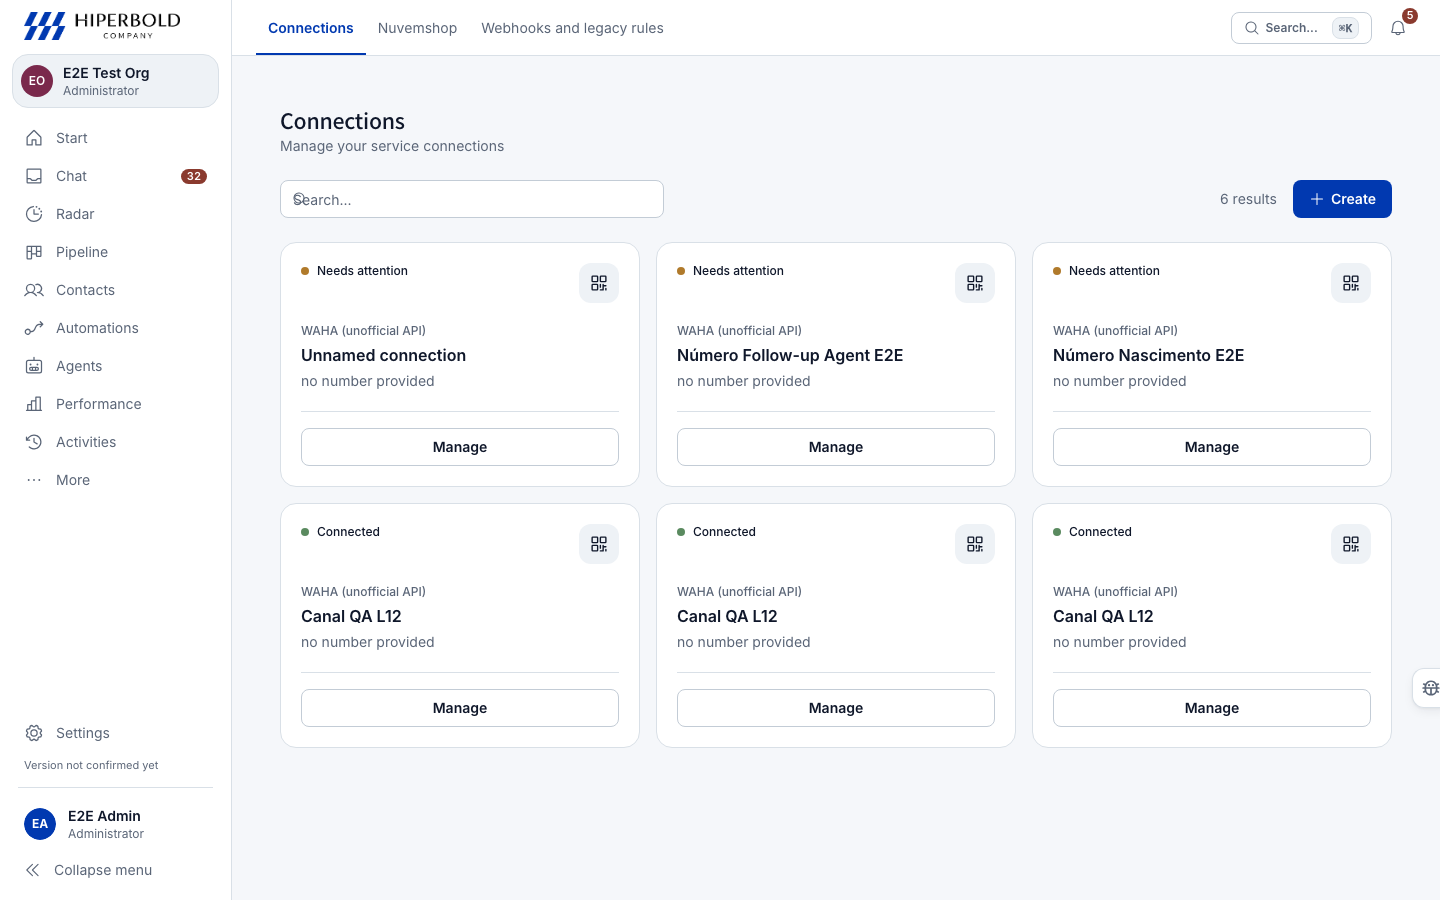 HIPERBOLD
COMPANY
EO
E2E Test Org
Administrator
Start
Chat
32
Radar
Pipeline
Contacts
Automations
Agents
Performance
Activities
More
Settings
Version not confirmed yet
EA
E2E Admin
Administrator
Collapse menu
Connections
Nuvemshop
Webhooks and legacy rules
Search...
⌘K
5
Connections
Manage your service connections
Search...
6 results
Create
Needs attention
WAHA (unofficial API)
Unnamed connection
no number provided
Manage
Needs attention
WAHA (unofficial API)
Número Follow-up Agent E2E
no number provided
Manage
Needs attention
WAHA (unofficial API)
Número Nascimento E2E
no number provided
Manage
Connected
WAHA (unofficial API)
Canal QA L12
no number provided
Manage
Connected
WAHA (unofficial API)
Canal QA L12
no number provided
Manage
Connected
WAHA (unofficial API)
Canal QA L12
no number provided
Manage